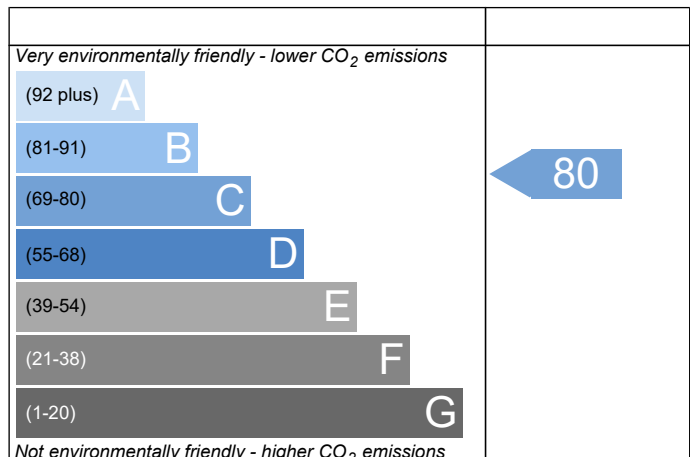 Very environmentally friendly - lower CO2 emissions
(92 plus) A
(81-91) B
80
(69-80) C
(55-68) D
(39-54) E
(21-38) F
(1-20) G
Not environmentally friendly - higher CO2 emissions